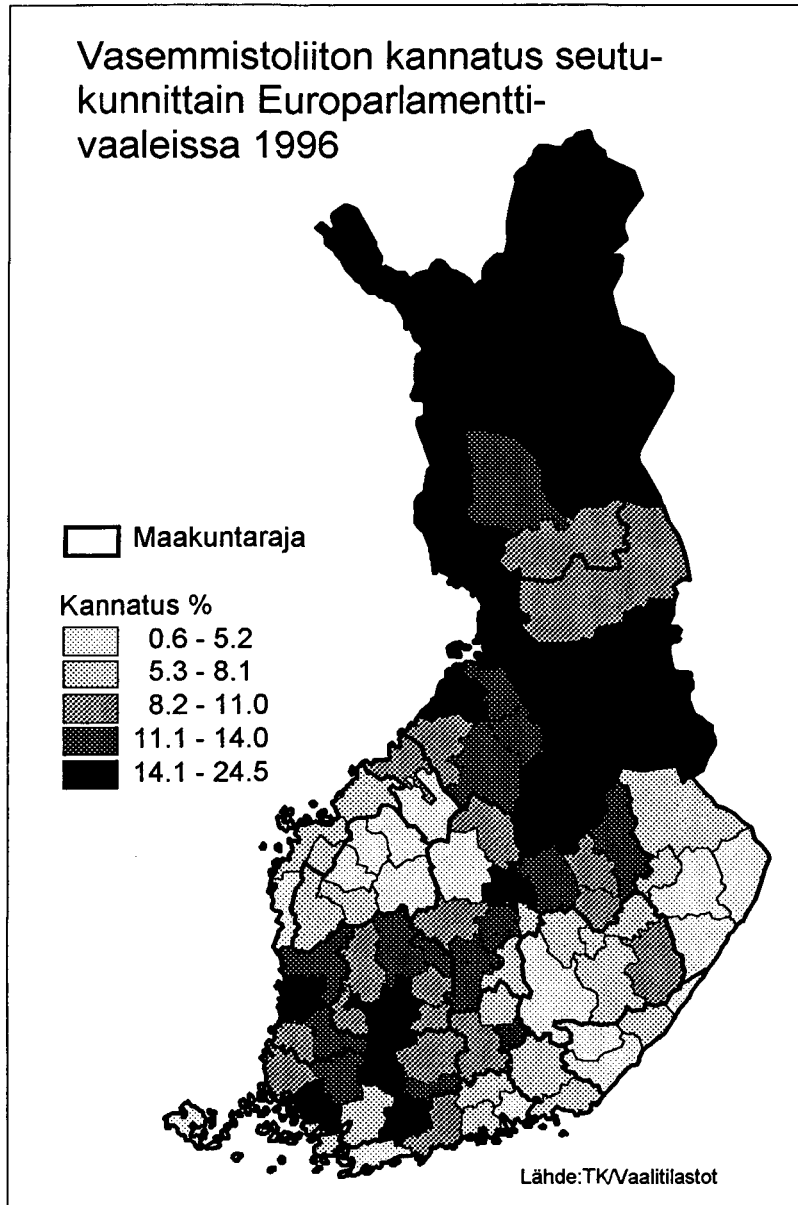 Vasemmistoliiton kannatus seutu-
kunnittain Europarlamentti-
vaaleissa 1996
Maakuntaraja
Kannatus %
0.6 - 5.2
5.3 - 8.1
8.2 - 11.0
11.1 - 14.0
14.1 - 24.5
Lähde:TK/Vaalitilastot